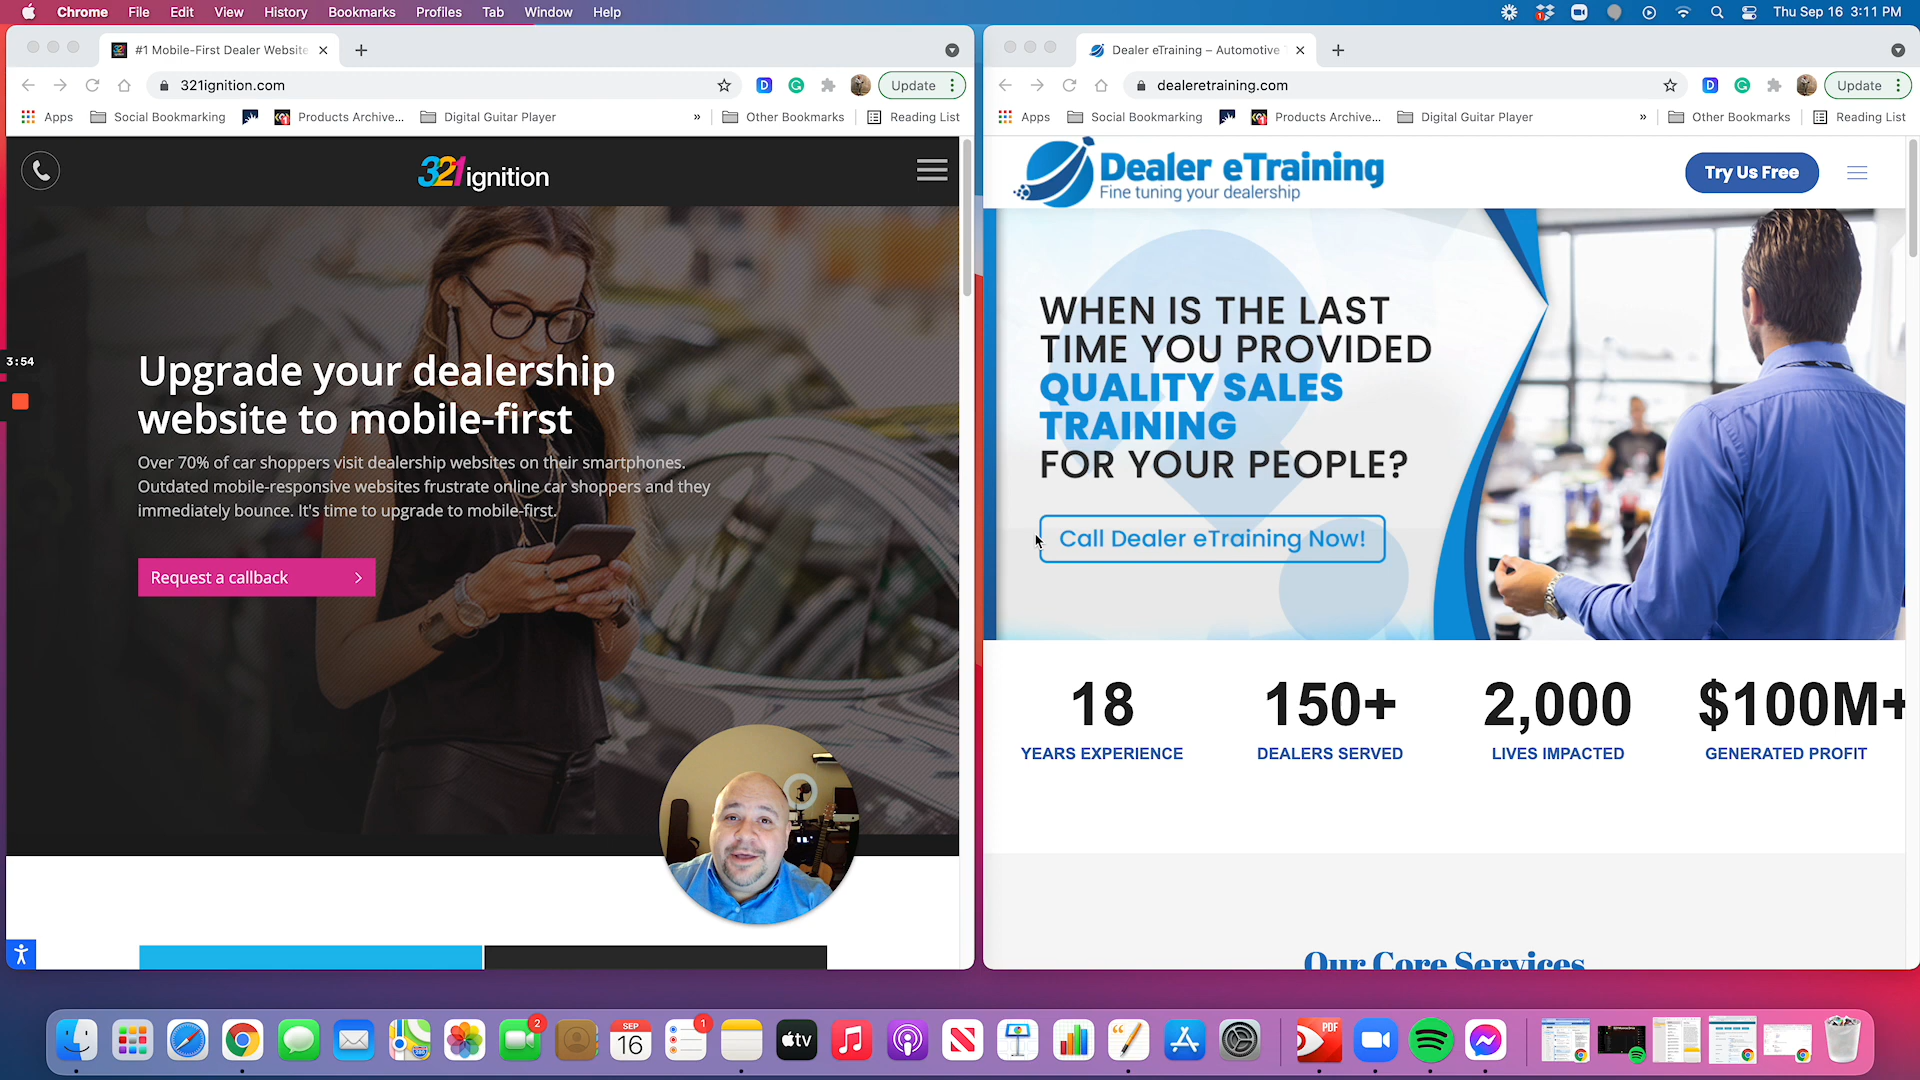 Chrome File Edit View History Bookmarks Profiles Tab Window Help
Thu Sep 16 3:11 PM
#1 Mobile-First Dealer Website
321ignition.com
Update
Apps Social Bookmarking Products Archive... Digital Guitar Player » Other Bookmarks Reading List
321ignition
Upgrade your dealership
website to mobile-first
Over 70% of car shoppers visit dealership websites on their smartphones.
Outdated mobile-responsive websites frustrate online car shoppers and they
immediately bounce. It's time to upgrade to mobile-first.
Request a callback
3:54
Dealer eTraining – Automotive
dealeretraining.com
Update
Apps Social Bookmarking Products Archive... Digital Guitar Player » Other Bookmarks Reading List
Dealer eTraining
Fine tuning your dealership
Try Us Free
WHEN IS THE LAST
TIME YOU PROVIDED
QUALITY SALES
TRAINING
FOR YOUR PEOPLE?
Call Dealer eTraining Now!
18 150+ 2,000 $100M+
YEARS EXPERIENCE DEALERS SERVED LIVES IMPACTED GENERATED PROFIT
Our Core Services
2
SEP
16
1
tv
PDF